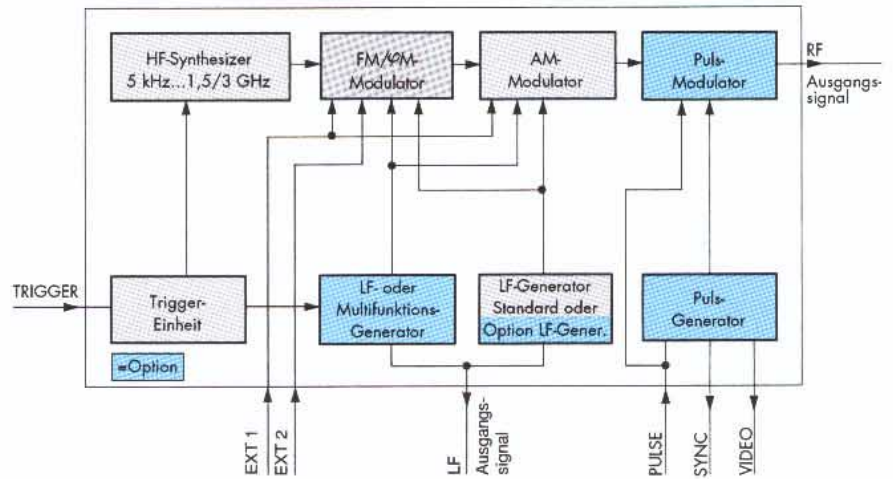 HF-Synthesizer
5 kHz...1,5/3 GHz
FM/φM-
Modulator
AM-
Modulator
Puls-
Modulator
RF
Ausgangs-
signal
TRIGGER
Trigger-
Einheit
LF- oder
Multifunktions-
Generator
LF-Generator
Standard oder
Option LF-Gener.
Puls-
Generator
=Option
EXT 1
EXT 2
LF
Ausgangs-
signal
PULSE
SYNC
VIDEO